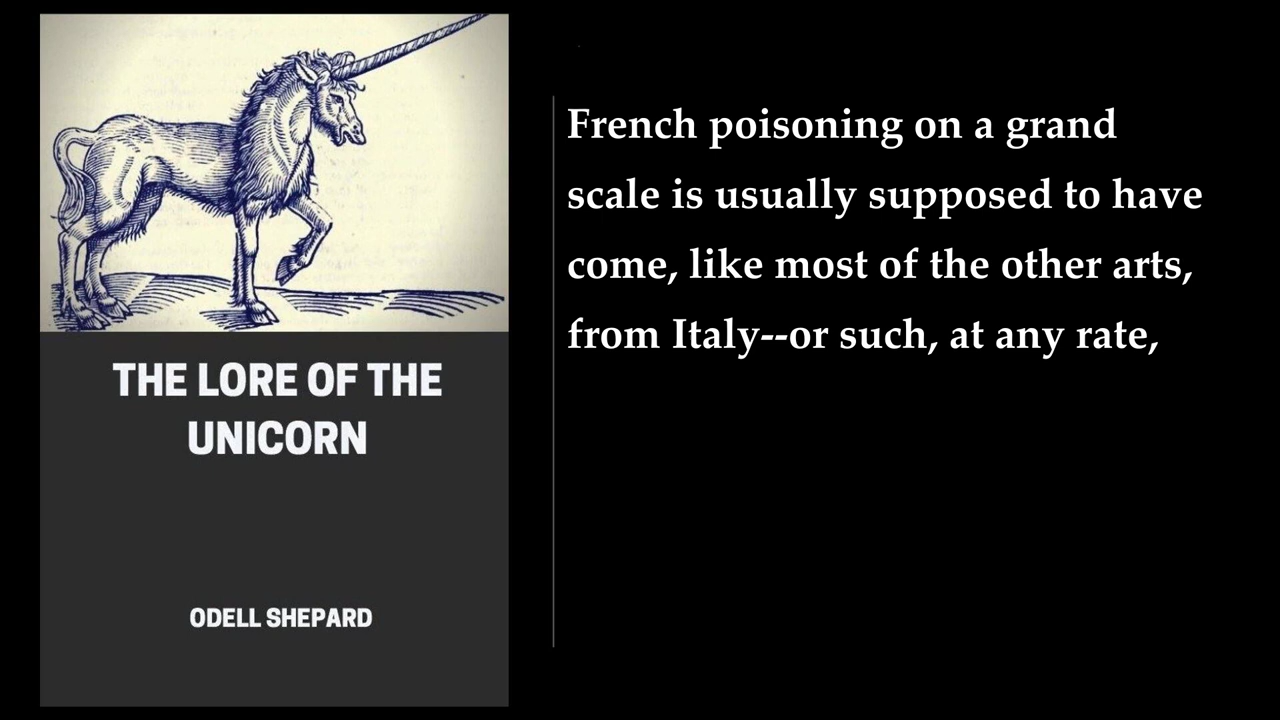 THE LORE OF THE
UNICORN
ODELL SHEPARD
French poisoning on a grand
scale is usually supposed to have
come, like most of the other arts,
from Italy--or such, at any rate,